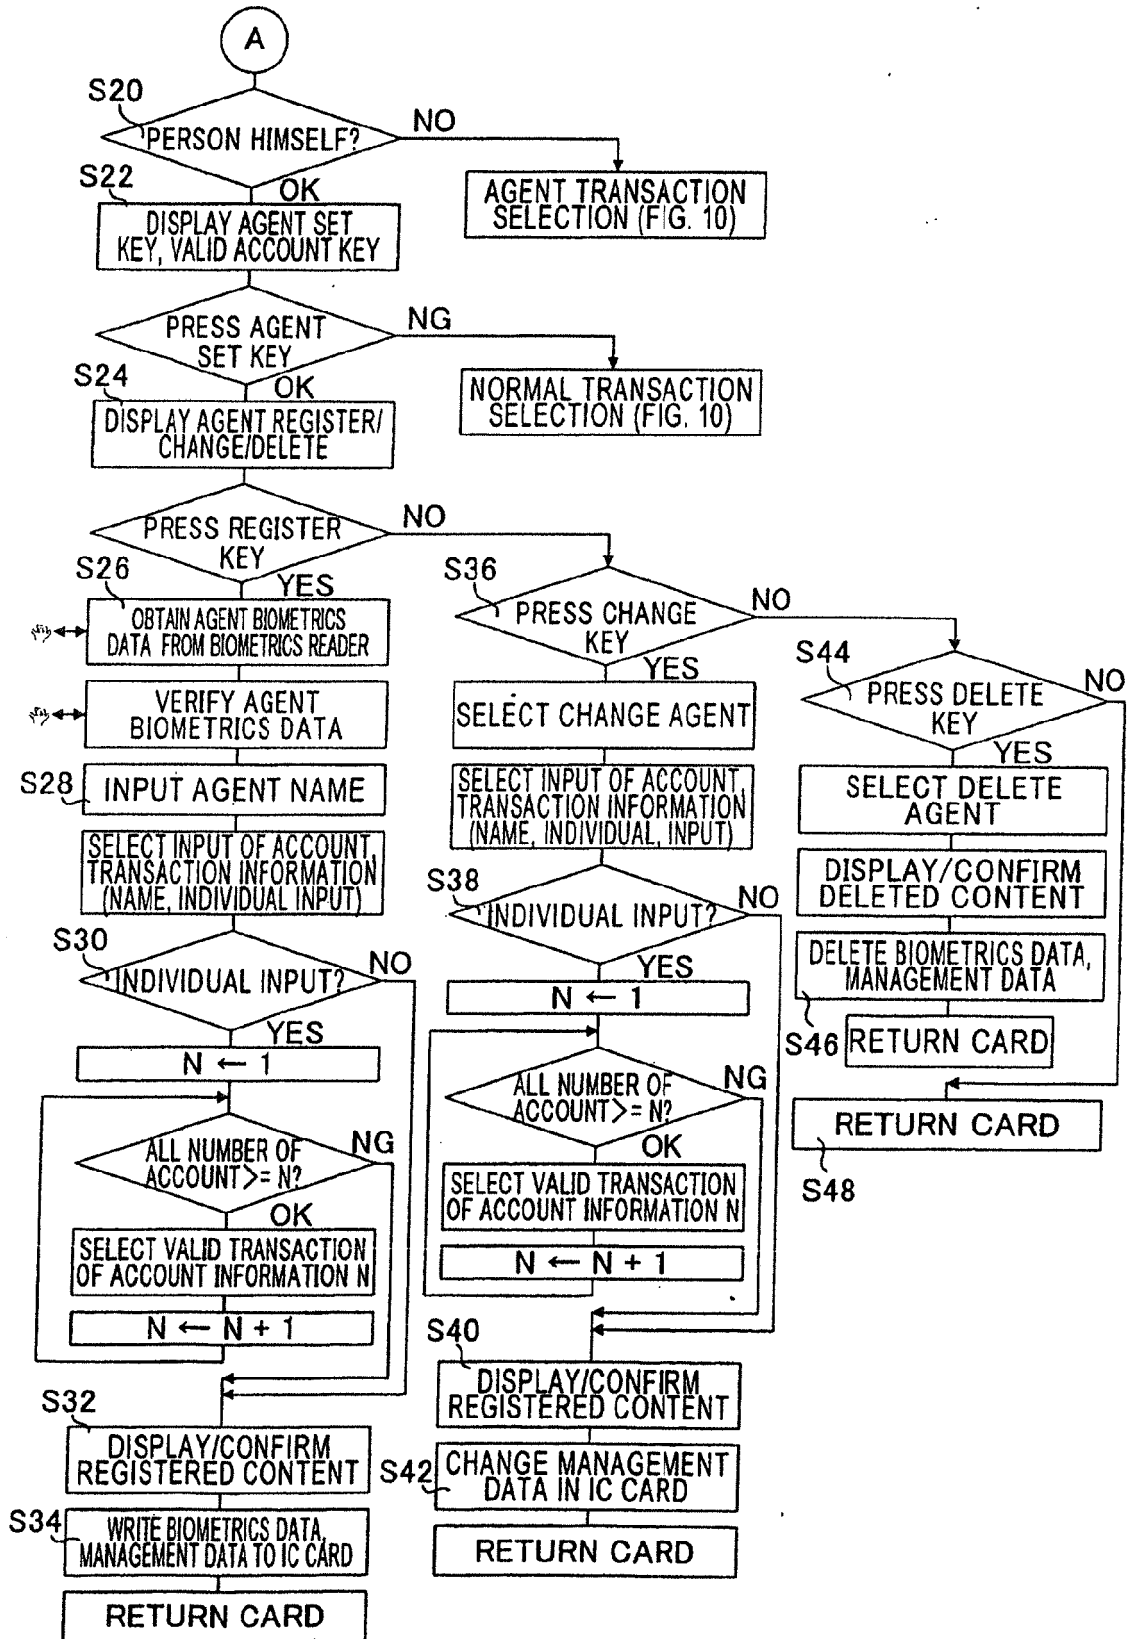 A
S20
PERSON HIMSELF?
NO
AGENT TRANSACTION
SELECTION (FIG. 10)
S22
OK
DISPLAY AGENT SET
KEY, VALID ACCOUNT KEY
PRESS AGENT
SET KEY
NG
NORMAL TRANSACTION
SELECTION (FIG. 10)
S24
OK
DISPLAY AGENT REGISTER/
CHANGE/DELETE
PRESS REGISTER
KEY
NO
S26
YES
OBTAIN AGENT BIOMETRICS
DATA FROM BIOMETRICS READER
VERIFY AGENT
BIOMETRICS DATA
S28
INPUT AGENT NAME
SELECT INPUT OF ACCOUNT,
TRANSACTION INFORMATION
(NAME, INDIVIDUAL INPUT)
S30
INDIVIDUAL INPUT?
NO
YES
N ← 1
ALL NUMBER OF
ACCOUNT>= N?
NG
OK
SELECT VALID TRANSACTION
OF ACCOUNT INFORMATION N
N ← N + 1
S32
DISPLAY/CONFIRM
REGISTERED CONTENT
S34
WRITE BIOMETRICS DATA,
MANAGEMENT DATA TO IC CARD
RETURN CARD
S36
PRESS CHANGE
KEY
NO
YES
SELECT CHANGE AGENT
SELECT INPUT OF ACCOUNT,
TRANSACTION INFORMATION
(NAME, INDIVIDUAL, INPUT)
S38
INDIVIDUAL INPUT?
NO
YES
N ← 1
ALL NUMBER OF
ACCOUNT>= N?
NG
OK
SELECT VALID TRANSACTION
OF ACCOUNT INFORMATION N
N ← N + 1
S40
DISPLAY/CONFIRM
REGISTERED CONTENT
S42
CHANGE MANAGEMENT
DATA IN IC CARD
RETURN CARD
S44
PRESS DELETE
KEY
NO
YES
SELECT DELETE
AGENT
DISPLAY/CONFIRM
DELETED CONTENT
DELETE BIOMETRICS DATA,
MANAGEMENT DATA
S46
RETURN CARD
RETURN CARD
S48